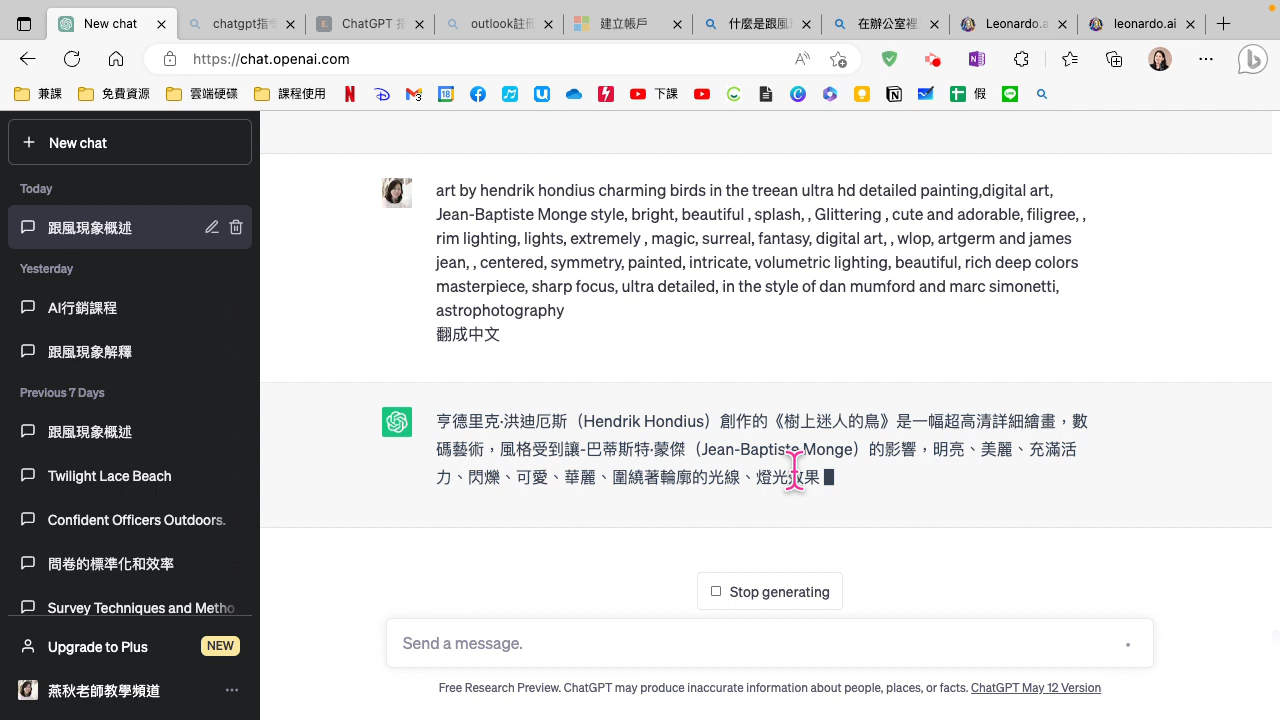 New chat
chatgpt指令
ChatGPT 指
outlook註冊
建立帳戶
什麼是跟風
在辦公室裡
Leonardo.a
leonardo.ai
https://chat.openai.com
兼課
免費資源
雲端硬碟
課程使用
下課
假
New chat
Today
跟風現象概述
Yesterday
AI行銷課程
跟風現象解釋
Previous 7 Days
跟風現象概述
Twilight Lace Beach
Confident Officers Outdoors.
問卷的標準化和效率
Survey Techniques and Metho
Upgrade to Plus
NEW
燕秋老師教學頻道
art by hendrik hondius charming birds in the treean ultra hd detailed painting,digital art,
Jean-Baptiste Monge style, bright, beautiful , splash, , Glittering , cute and adorable, filigree, ,
rim lighting, lights, extremely , magic, surreal, fantasy, digital art, , wlop, artgerm and james
jean, , centered, symmetry, painted, intricate, volumetric lighting, beautiful, rich deep colors
masterpiece, sharp focus, ultra detailed, in the style of dan mumford and marc simonetti,
astrophotography
翻成中文
亨德里克·洪迪厄斯（Hendrik Hondius）創作的《樹上迷人的鳥》是一幅超高清詳細繪畫，數
碼藝術，風格受到讓-巴蒂斯特·蒙傑（Jean-Baptiste Monge）的影響，明亮、美麗、充滿活
力、閃爍、可愛、華麗、圍繞著輪廓的光線、燈光效果
Stop generating
Send a message.
Free Research Preview. ChatGPT may produce inaccurate information about people, places, or facts. ChatGPT May 12 Version